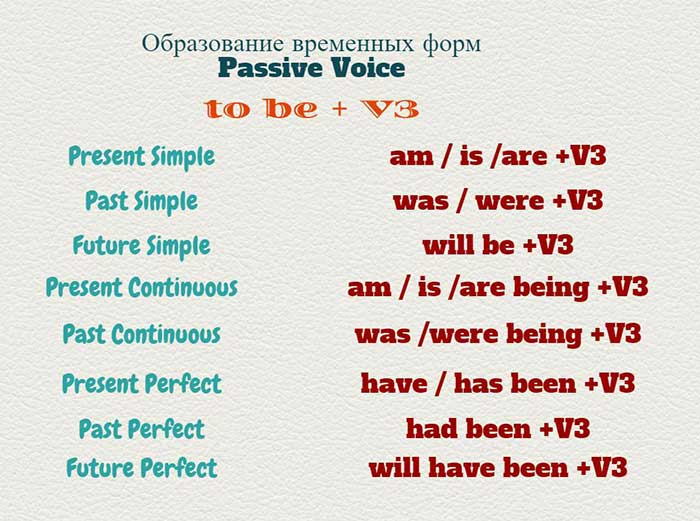 Образование временных форм
Passive Voice
to be + V3
Present Simple am / is /are +V3
Past Simple was / were +V3
Future Simple will be +V3
Present Continuous am / is /are being +V3
Past Continuous was /were being +V3
Present Perfect have / has been +V3
Past Perfect had been +V3
Future Perfect will have been +V3